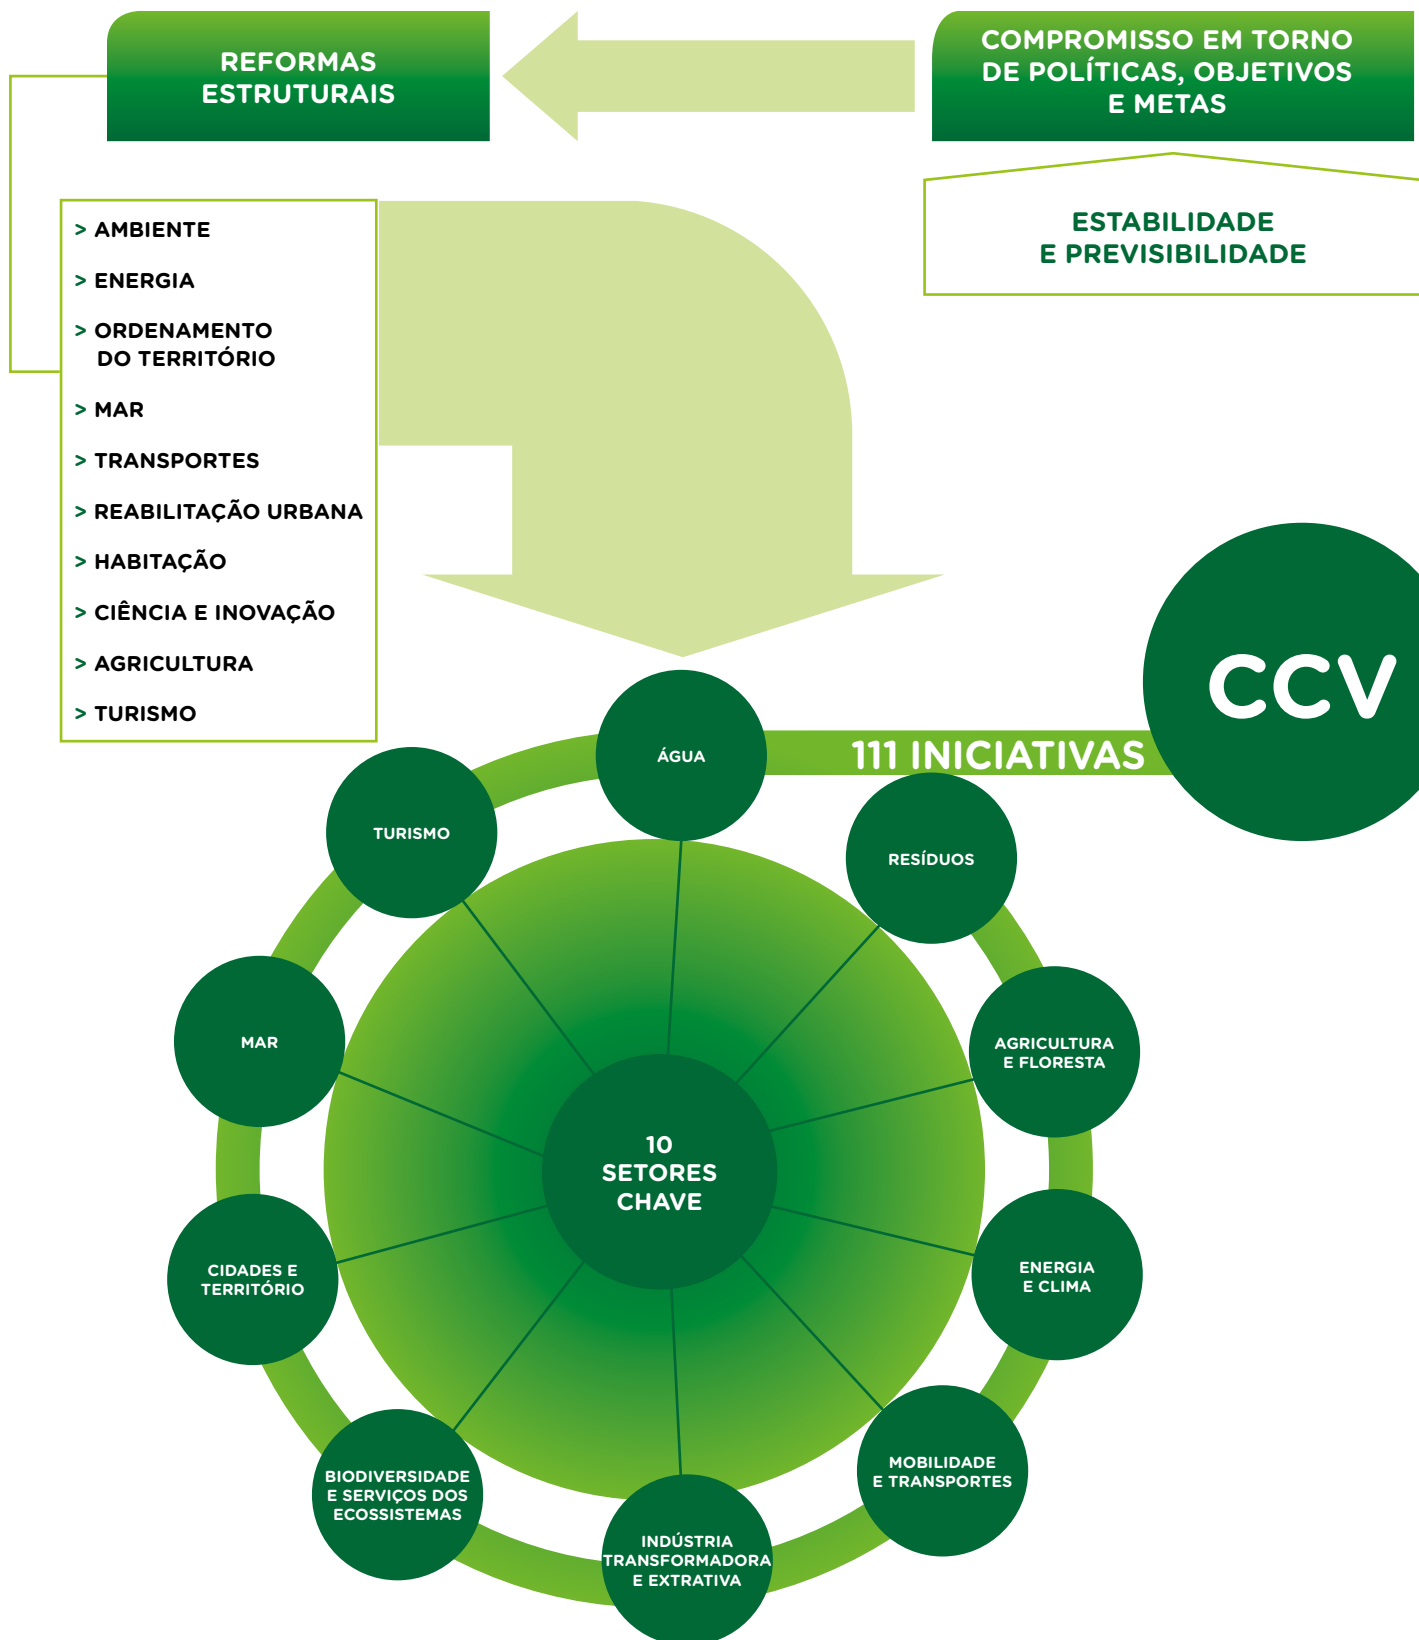 REFORMAS
ESTRUTURAIS
COMPROMISSO EM TORNO
DE POLÍTICAS, OBJETIVOS
E METAS
ESTABILIDADE
E PREVISIBILIDADE
> AMBIENTE
> ENERGIA
> ORDENAMENTO
DO TERRITÓRIO
> MAR
> TRANSPORTES
> REABILITAÇÃO URBANA
> HABITAÇÃO
> CIÊNCIA E INOVAÇÃO
> AGRICULTURA
> TURISMO
CCV
111 INICIATIVAS
ÁGUA
RESÍDUOS
AGRICULTURA
E FLORESTA
ENERGIA
E CLIMA
MOBILIDADE
E TRANSPORTES
INDÚSTRIA
TRANSFORMADORA
E EXTRATIVA
BIODIVERSIDADE
E SERVIÇOS DOS
ECOSSISTEMAS
CIDADES E
TERRITÓRIO
MAR
TURISMO
10
SETORES
CHAVE